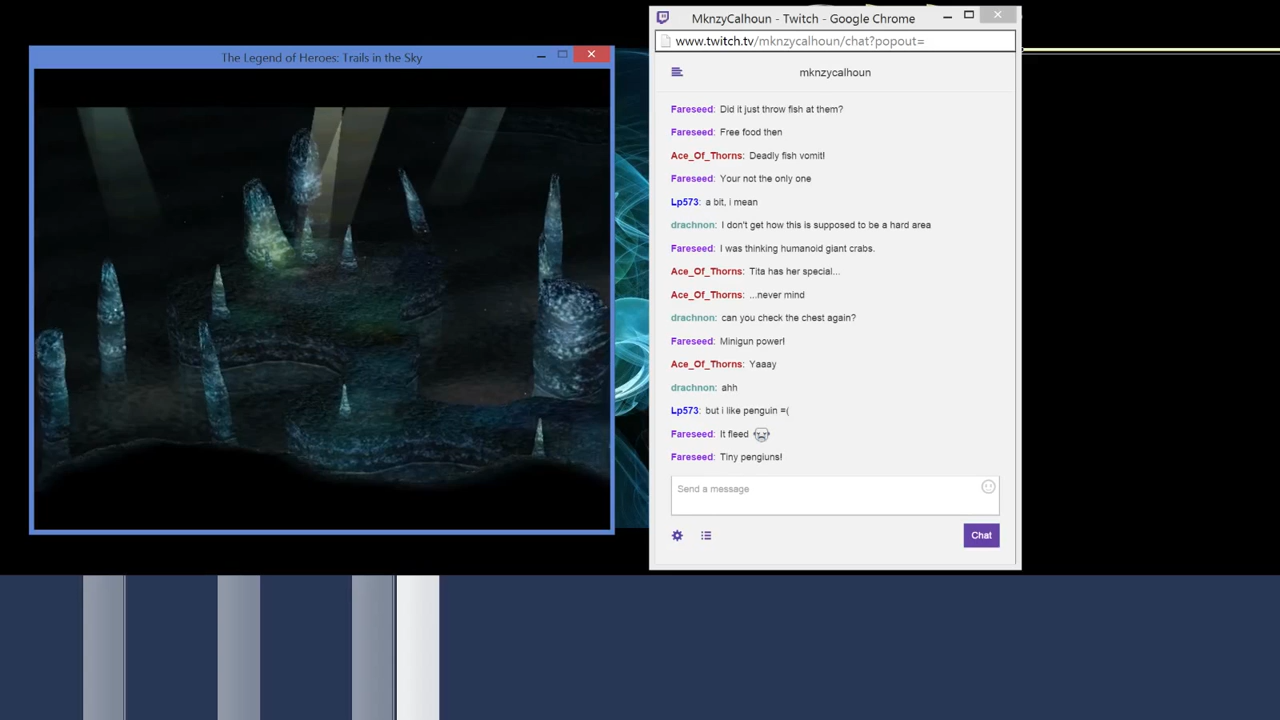 MknzyCalhoun - Twitch - Google Chrome
www.twitch.tv/mknzycalhoun/chat?popout=
The Legend of Heroes: Trails in the Sky
mknzycalhoun
Fareseed: Did it just throw fish at them?
Fareseed: Free food then
Ace_Of_Thorns: Deadly fish vomit!
Fareseed: Your not the only one
Lp573: a bit, i mean
drachnon: I don't get how this is supposed to be a hard area
Fareseed: I was thinking humanoid giant crabs.
Ace_Of_Thorns: Tita has her special...
Ace_Of_Thorns: ...never mind
drachnon: can you check the chest again?
Fareseed: Minigun power!
Ace_Of_Thorns: Yaaay
drachnon: ahh
Lp573: but i like penguin =(
Fareseed: It fleed
Fareseed: Tiny pengiuns!
Send a message
Chat